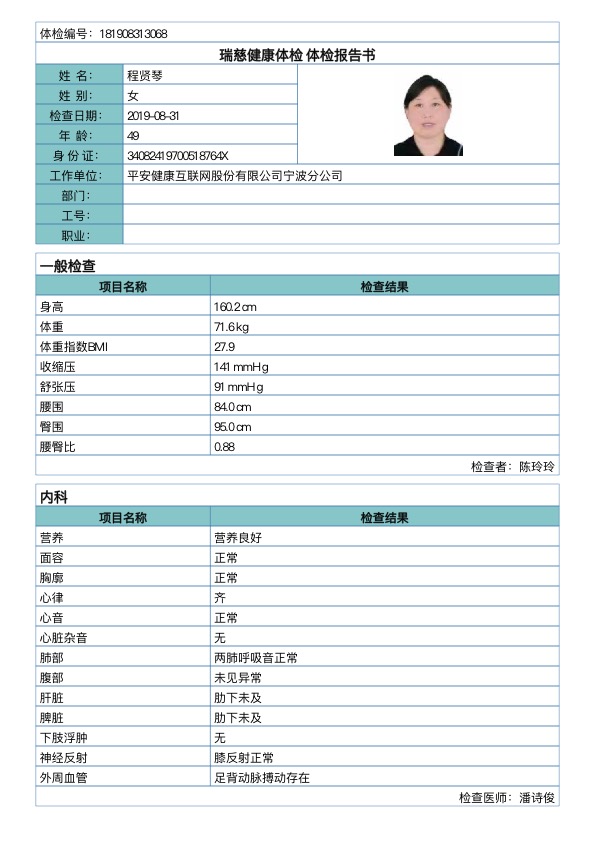 体检编号：181908313068
瑞慈健康体检 体检报告书
姓 名： 程贤琴
姓 别： 女
检查日期： 2019-08-31
年 龄： 49
身 份 证： 34082419700518764X
工作单位： 平安健康互联网股份有限公司宁波分公司
部门：
工号：
职业：
一般检查
项目名称 检查结果
身高 160.2 cm
体重 71.6 kg
体重指数BMI 27.9
收缩压 141 mmHg
舒张压 91 mmHg
腰围 84.0 cm
臀围 95.0 cm
腰臀比 0.88
检查者：陈玲玲
内科
项目名称 检查结果
营养 营养良好
面容 正常
胸廓 正常
心律 齐
心音 正常
心脏杂音 无
肺部 两肺呼吸音正常
腹部 未见异常
肝脏 肋下未及
脾脏 肋下未及
下肢浮肿 无
神经反射 膝反射正常
外周血管 足背动脉搏动存在
检查医师：潘诗俊